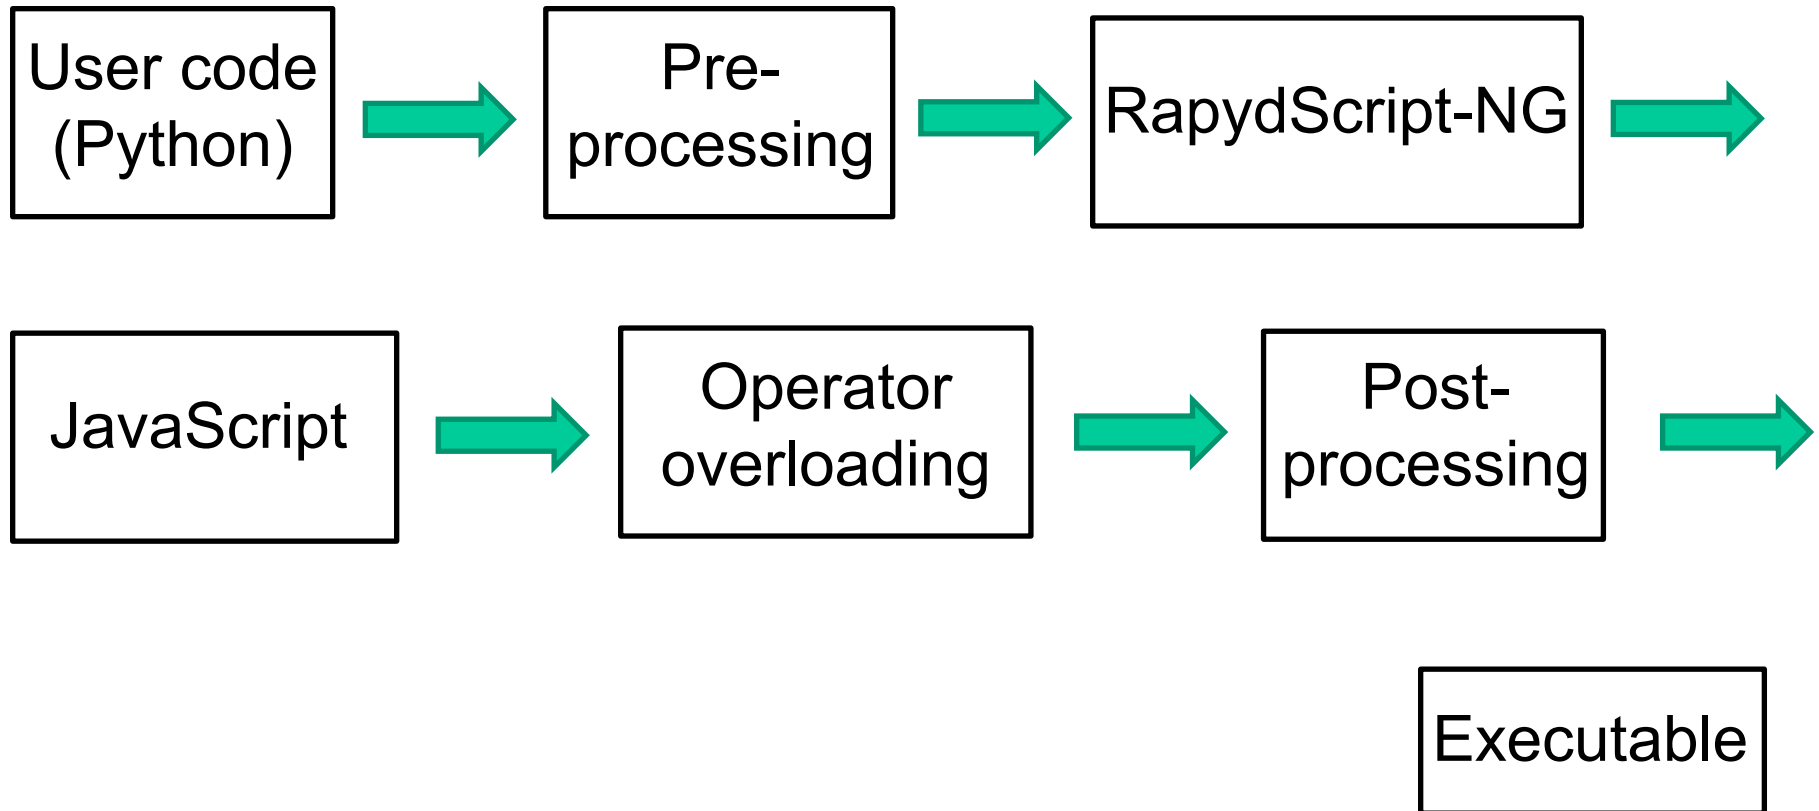 User code
(Python)
Pre-
processing
RapydScript-NG
JavaScript
Operator
overloading
Post-
processing
Executable